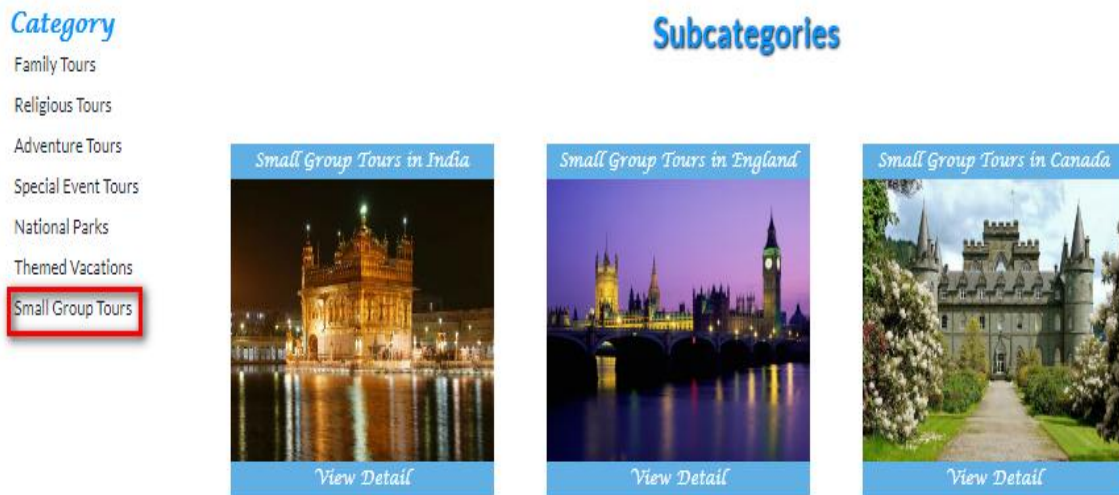 Category
Family Tours
Religious Tours
Adventure Tours
Special Event Tours
National Parks
Themed Vacations
Small Group Tours
Subcategories
Small Group Tours in India
View Detail
Small Group Tours in England
View Detail
Small Group Tours in Canada
View Detail